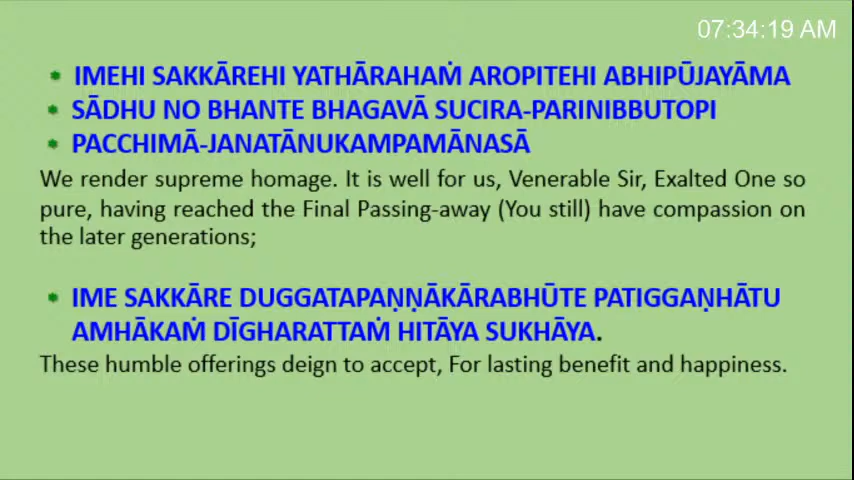 07:34:19 AM
IMEHI SAKKĀREHI YATHĀRAHAṀ AROPITEHI ABHIPŪJAYĀMA
SĀDHU NO BHANTE BHAGAVĀ SUCIRA-PARINIBBUTOPI
PACCHIMĀ-JANATĀNUKAMPAMĀNASĀ
We render supreme homage. It is well for us, Venerable Sir, Exalted One so
pure, having reached the Final Passing-away (You still) have compassion on
the later generations;
IME SAKKĀRE DUGGATAPAṆṆĀKĀRABHŪTE PATIGGAṆHĀTU
AMHĀKAṀ DĪGHARATTAṀ HITĀYA SUKHĀYA.
These humble offerings deign to accept, For lasting benefit and happiness.